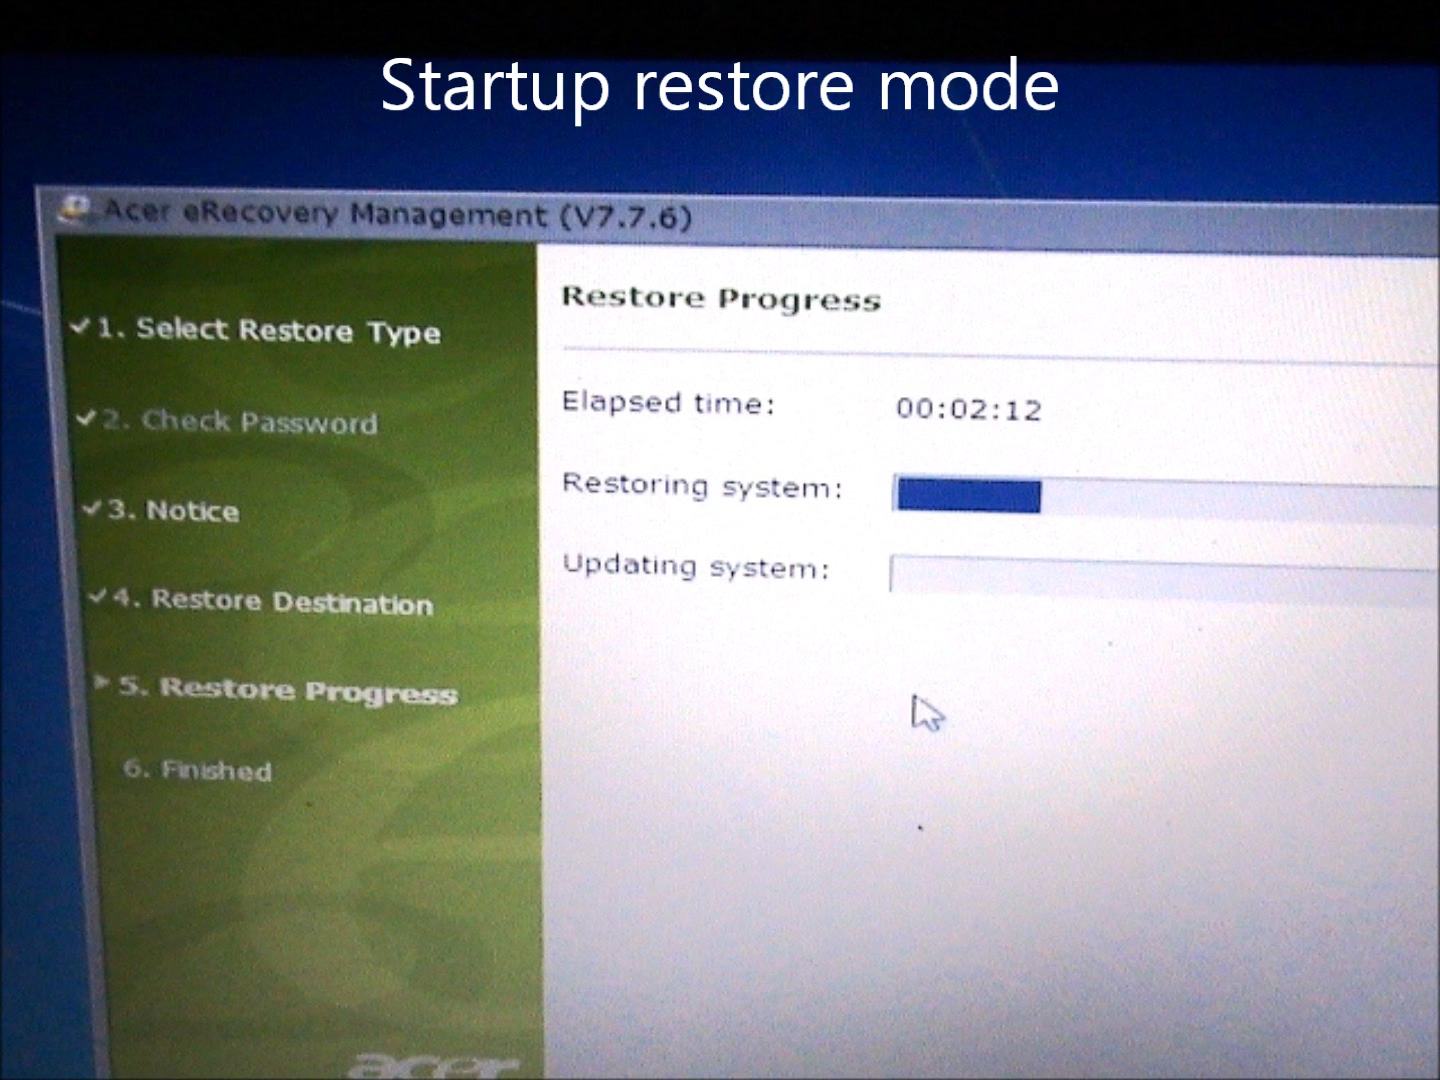 Startup restore mode
Acer eRecovery Management (V7.7.6)
✓ 1. Select Restore Type
✓ 2. Check Password
✓ 3. Notice
✓ 4. Restore Destination
▶ 5. Restore Progress
6. Finished
acer
Restore Progress
Elapsed time: 00:02:12
Restoring system:
Updating system: